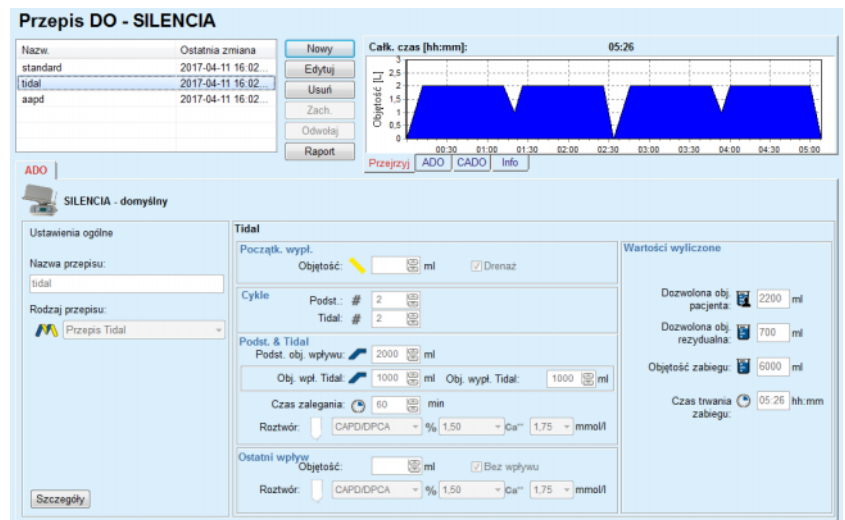 Przepis DO - SILENCIA
Nazw. Ostatnia zmiana
standard 2017-04-11 16:02...
tidal 2017-04-11 16:02...
aapd 2017-04-11 16:02...
Nowy
Edytuj
Usuń
Zach.
Odwołaj
Raport
Całk. czas [hh:mm]: 05:26
Objętość [L]
3
2,5
2
1,5
1
0,5
0
00:30 01:00 01:30 02:00 02:30 03:00 03:30 04:00 04:30 05:00
Przejrzyj ADO CADO Info
ADO
SILENCIA - domyślny
Ustawienia ogólne
Nazwa przepisu:
tidal
Rodzaj przepisu:
Przepis Tidal
Szczegóły
Tidal
Początk. wypł.
Objętość: ml Drenaż
Cykle
Podst.: # 2
Tidal: # 2
Podst. & Tidal
Podst. obj. wpływu: 2000 ml
Obj. wpł. Tidal: 1000 ml Obj. wypł. Tidal: 1000 ml
Czas zalegania: 60 min
Roztwór: CAPD/DPCA % 1,50 Ca⁺⁺ 1,75 mmol/l
Ostatni wpływ
Objętość: ml Bez wpływu
Roztwór: CAPD/DPCA % 1,50 Ca⁺⁺ 1,75 mmol/l
Wartości wyliczone
Dozwolona obj.
pacjenta: 2200 ml
Dozwolona obj.
rezydualna: 700 ml
Objętość zabiegu: 6000 ml
Czas trwania
zabiegu: 05:26 hh:mm